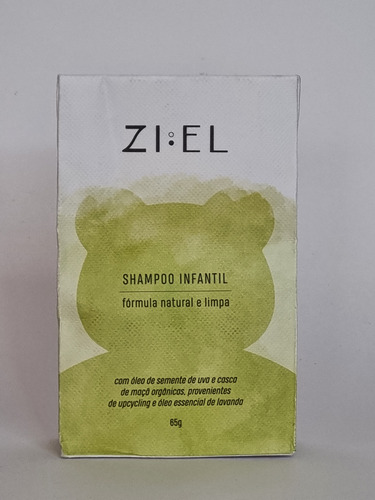 ZI:EL
SHAMPOO INFANTIL
fórmula natural e limpa
com óleo de semente de uva e casca
de maçã orgânicas, provenientes
de upcycling e óleo essencial de lavanda
65g